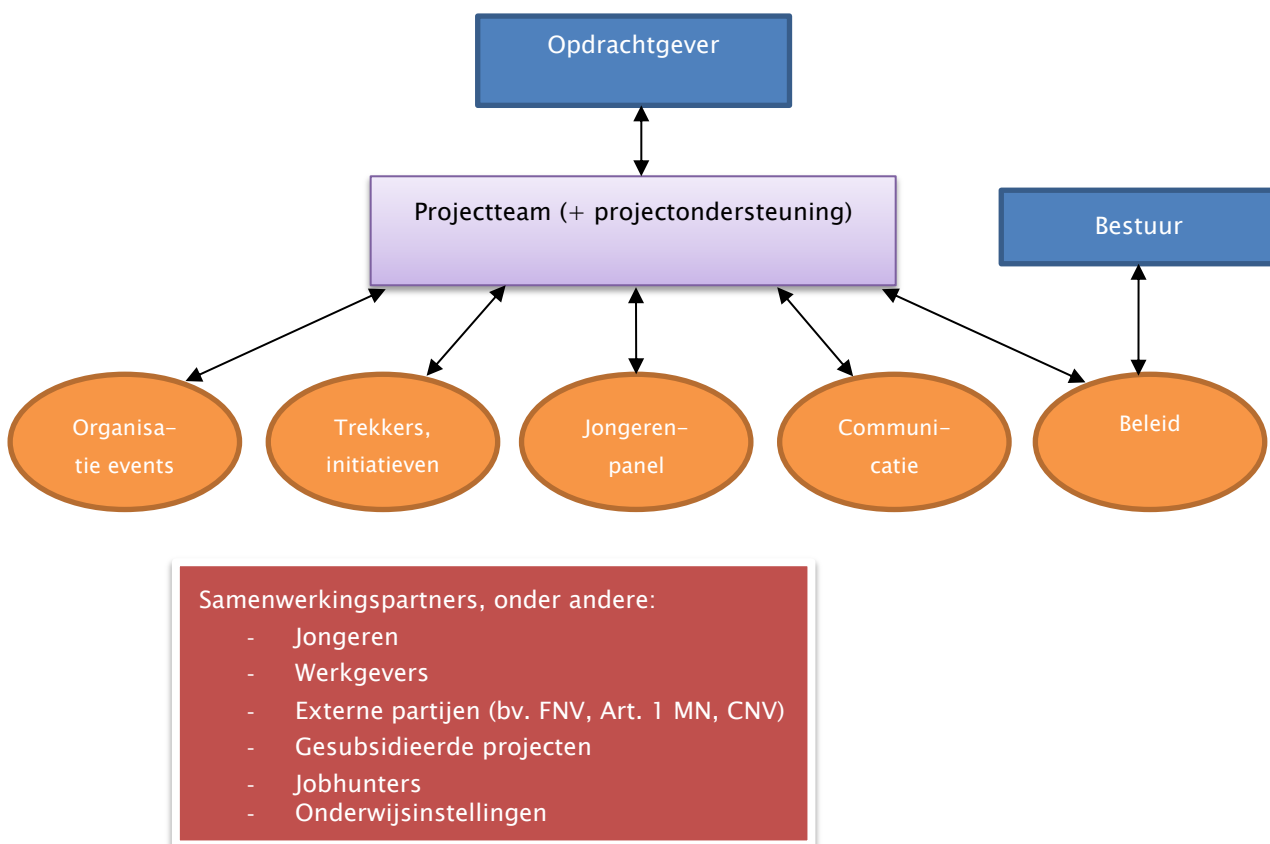 Opdrachtgever
Projectteam (+ projectondersteuning)
Bestuur
Organisa-
tie events
Trekkers,
initiatieven
Jongeren-
panel
Communi-
catie
Beleid
Samenwerkingspartners, onder andere:
- Jongeren
- Werkgevers
- Externe partijen (bv. FNV, Art. 1 MN, CNV)
- Gesubsidieerde projecten
- Jobhunters
- Onderwijsinstellingen